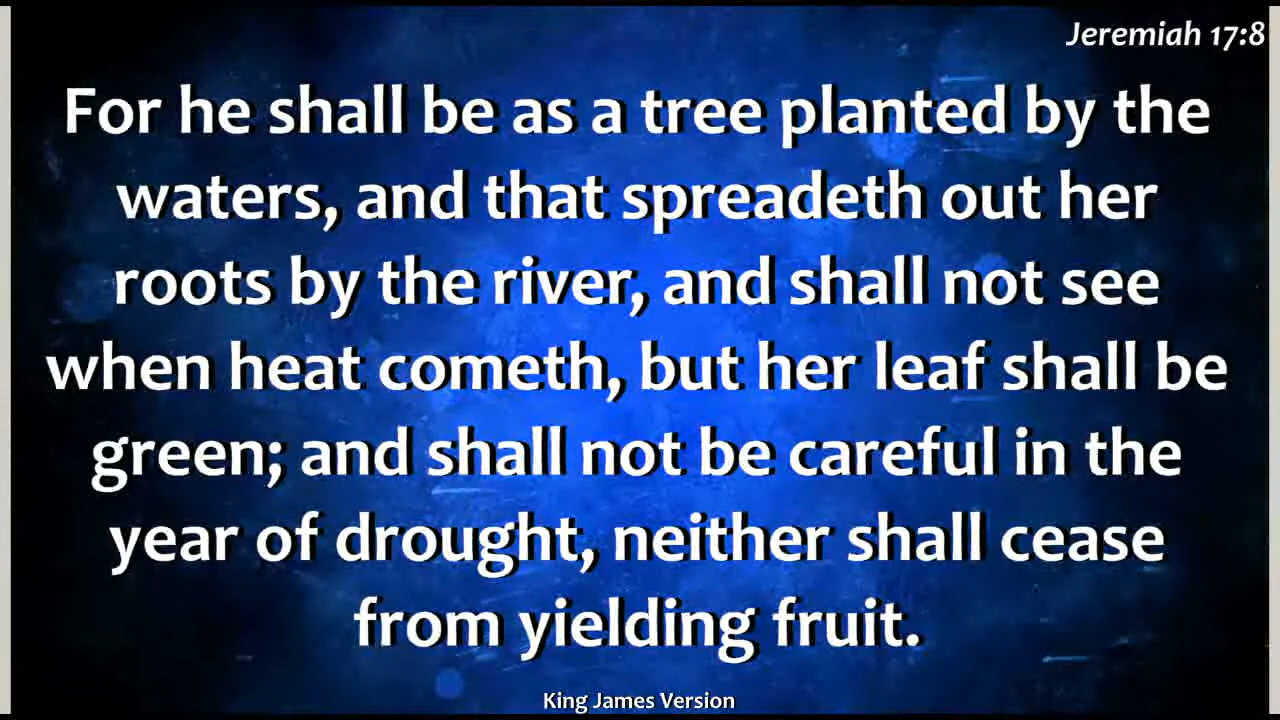 Jeremiah 17:8
For he shall be as a tree planted by the
waters, and that spreadeth out her
roots by the river, and shall not see
when heat cometh, but her leaf shall be
green; and shall not be careful in the
year of drought, neither shall cease
from yielding fruit.
King James Version